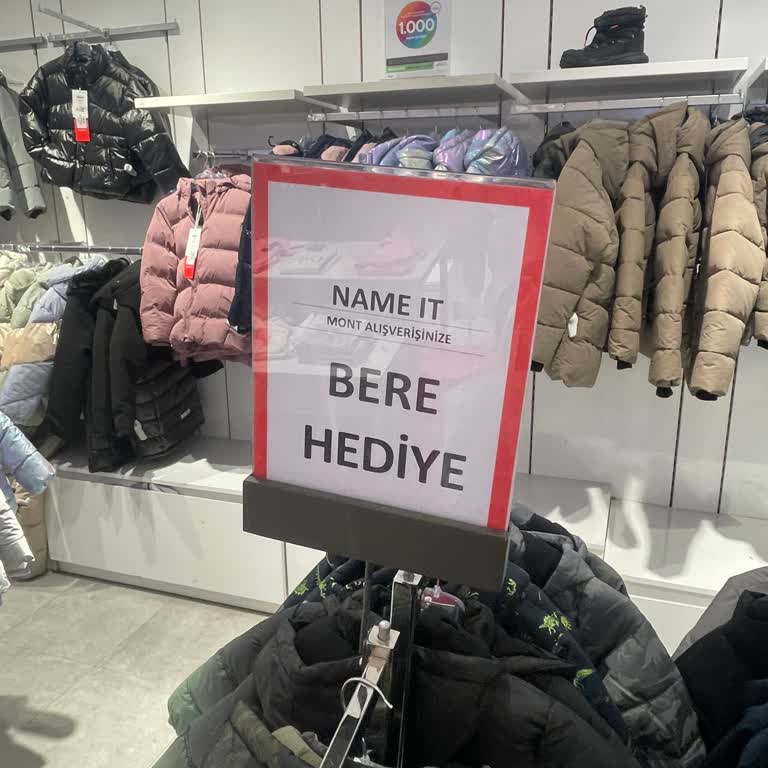 1.000
NAME IT
MONT ALIŞVERİŞİNİZE
BERE
HEDİYE